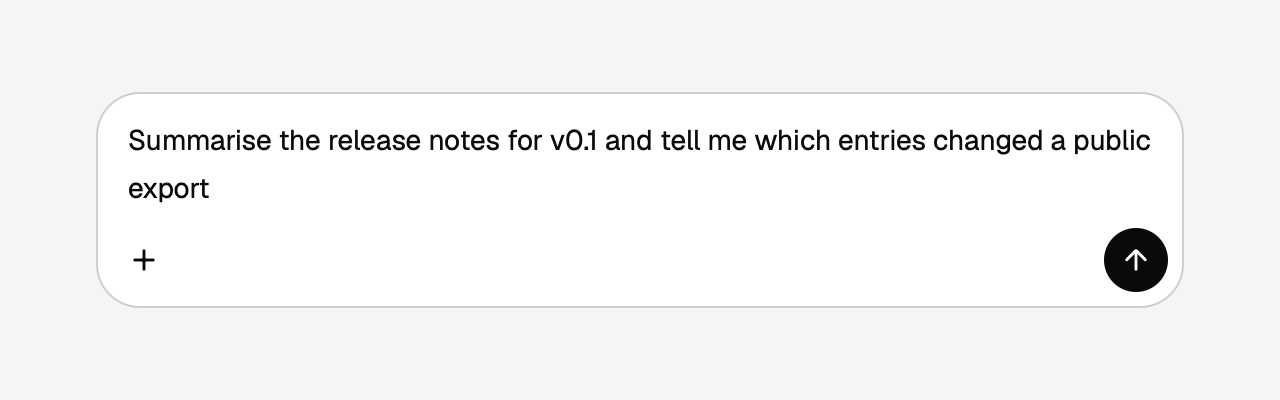 Summarise the release notes for v0.1 and tell me which entries changed a public
export